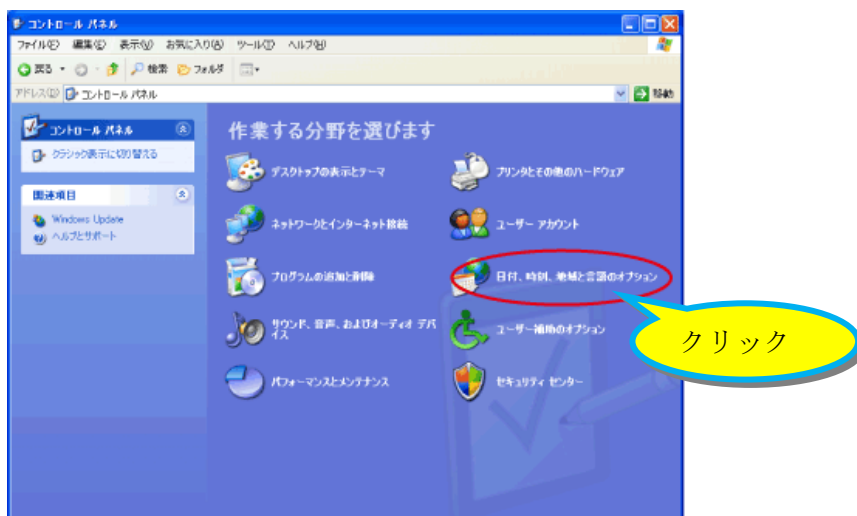 コントロール パネル
ファイル(F) 編集(E) 表示(V) お気に入り(A) ツール(T) ヘルプ(H)
戻る 検索 フォルダ
アドレス(D) コントロール パネル 移動
コントロール パネル
クラシック表示に切り替える
関連項目
Windows Update
ヘルプとサポート
作業する分野を選びます
デスクトップの表示とテーマ
プリンタとその他のハードウェア
ネットワークとインターネット接続
ユーザー アカウント
プログラムの追加と削除
日付、時刻、地域と言語のオプション
サウンド、音声、およびオーディオ デバ
イス
ユーザー補助のオプション
パフォーマンスとメンテナンス
セキュリティ センター
クリック